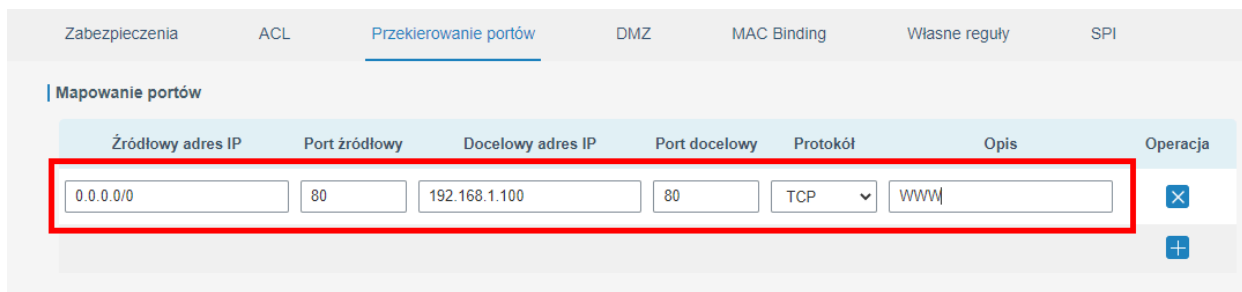 Zabezpieczenia ACL Przekierowanie portów DMZ MAC Binding Własne reguły SPI
Mapowanie portów
Źródłowy adres IP Port źródłowy Docelowy adres IP Port docelowy Protokół Opis Operacja
0.0.0.0/0 80 192.168.1.100 80 TCP WWW